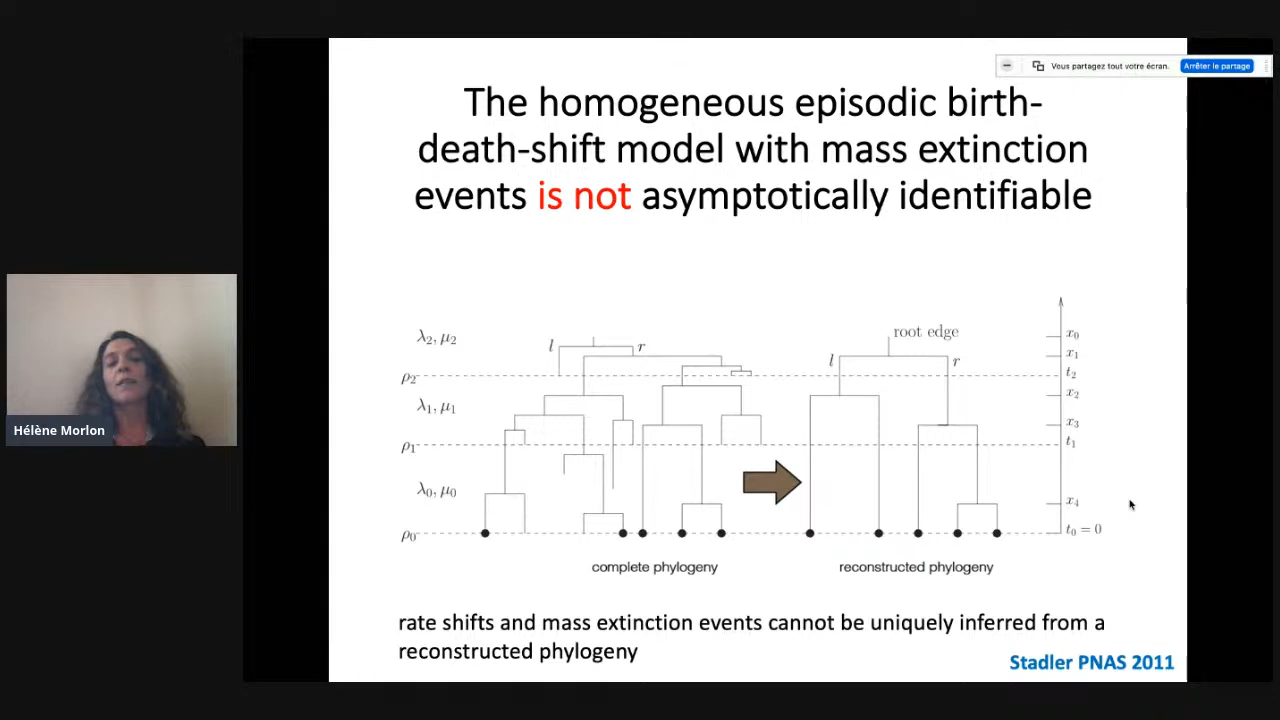 Vous partagez tout votre écran. Arrêter le partage
The homogeneous episodic birth-
death-shift model with mass extinction
events is not asymptotically identifiable
root edge
λ₂, μ₂
l r
l r
x₀
x₁
ρ₂
t₂
λ₁, μ₁
x₂
x₃
ρ₁
t₁
λ₀, μ₀
x₄
ρ₀
t₀ = 0
complete phylogeny
reconstructed phylogeny
rate shifts and mass extinction events cannot be uniquely inferred from a
reconstructed phylogeny
Stadler PNAS 2011
Hélène Morlon